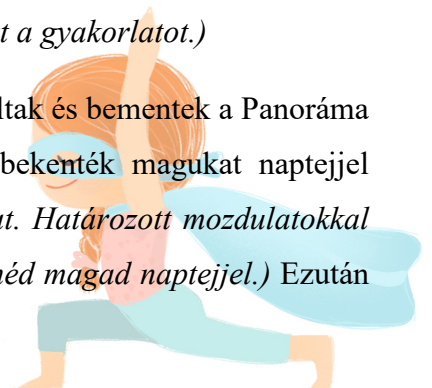 t a gyakorlatot.)
ltak és bementek a Panoráma
bekenték magukat naptejjel
at. Határozott mozdulatokkal
néd magad naptejjel.) Ezután